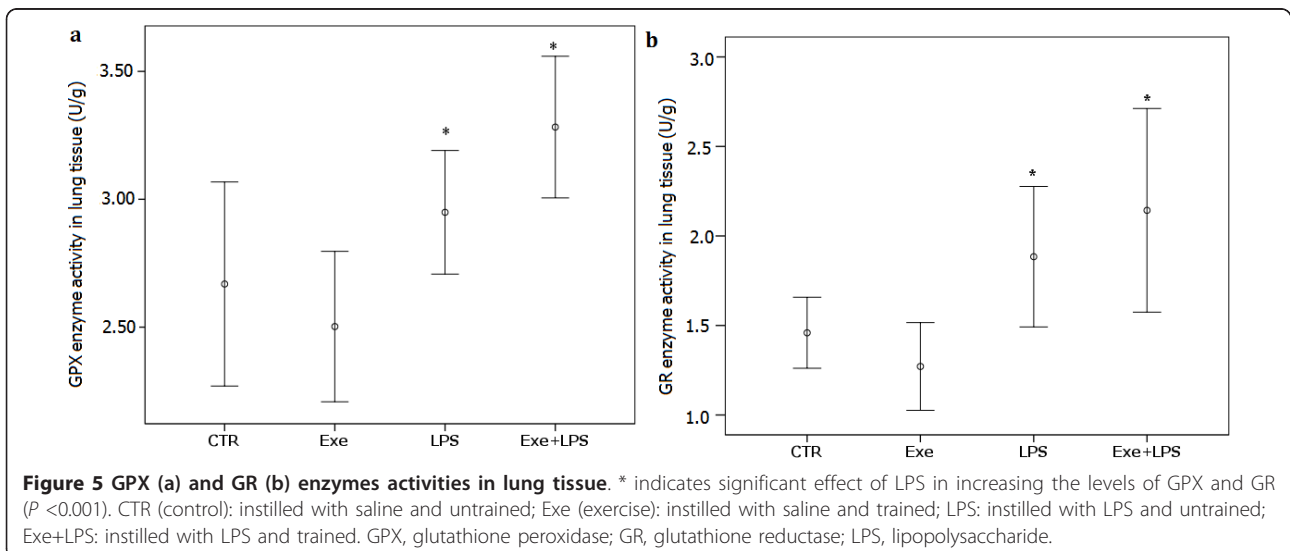 a
GPX enzyme activity in lung tissue (U/g)
3.50
3.00
2.50
*
*
CTR Exe LPS Exe+LPS
b
GR enzyme activity in lung tissue (U/g)
3.0
2.5
2.0
1.5
1.0
*
*
CTR Exe LPS Exe+LPS
Figure 5 GPX (a) and GR (b) enzymes activities in lung tissue. * indicates significant effect of LPS in increasing the levels of GPX and GR
(P <0.001). CTR (control): instilled with saline and untrained; Exe (exercise): instilled with saline and trained; LPS: instilled with LPS and untrained;
Exe+LPS: instilled with LPS and trained. GPX, glutathione peroxidase; GR, glutathione reductase; LPS, lipopolysaccharide.